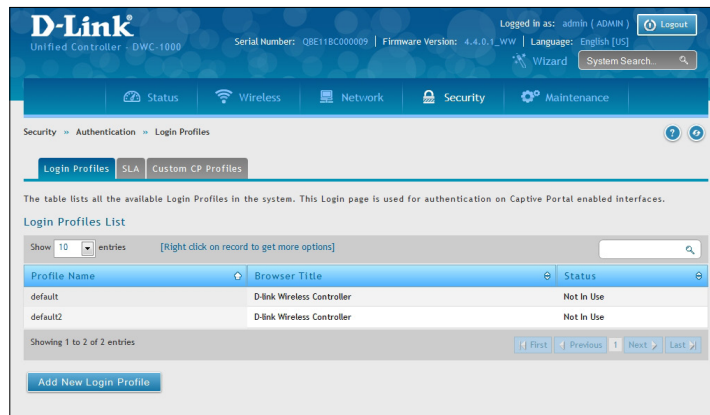 D-Link
Unified Controller - DWC-1000
Logged in as: admin ( ADMIN ) Logout
Serial Number: QBE11BC000009 | Firmware Version: 4.4.0.1_WW | Language: English [US]
Wizard System Search...
Status Wireless Network Security Maintenance
Security » Authentication » Login Profiles
Login Profiles SLA Custom CP Profiles
The table lists all the available Login Profiles in the system. This Login page is used for authentication on Captive Portal enabled interfaces.
Login Profiles List
Show 10 entries [Right click on record to get more options]
Profile Name Browser Title Status
default D-link Wireless Controller Not In Use
default2 D-link Wireless Controller Not In Use
Showing 1 to 2 of 2 entries First Previous 1 Next Last
Add New Login Profile